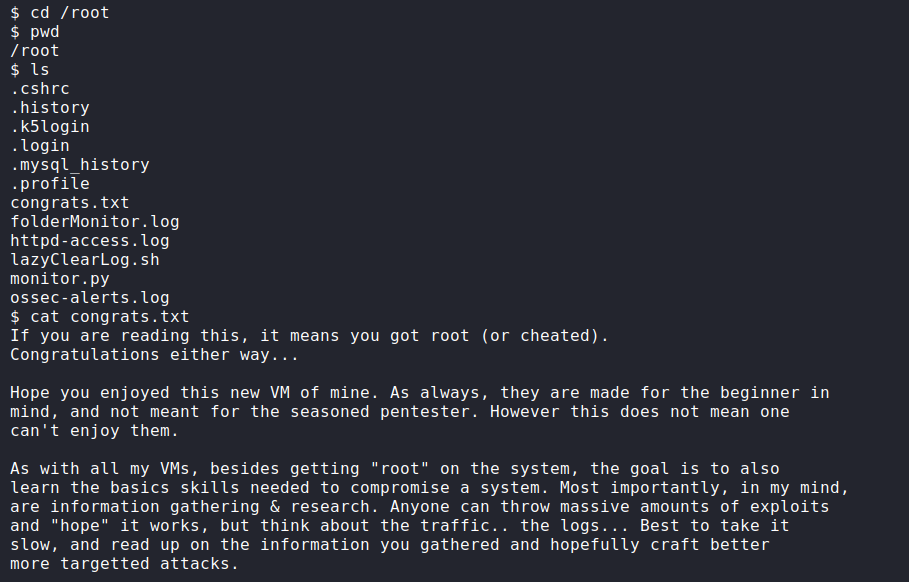 $ cd /root
$ pwd
/root
$ ls
.cshrc
.history
.k5login
.login
.mysql_history
.profile
congrats.txt
folderMonitor.log
httpd-access.log
lazyClearLog.sh
monitor.py
ossec-alerts.log
$ cat congrats.txt
If you are reading this, it means you got root (or cheated).
Congratulations either way...
Hope you enjoyed this new VM of mine. As always, they are made for the beginner in
mind, and not meant for the seasoned pentester. However this does not mean one
can't enjoy them.
As with all my VMs, besides getting "root" on the system, the goal is to also
learn the basics skills needed to compromise a system. Most importantly, in my mind,
are information gathering & research. Anyone can throw massive amounts of exploits
and "hope" it works, but think about the traffic.. the logs... Best to take it
slow, and read up on the information you gathered and hopefully craft better
more targetted attacks.